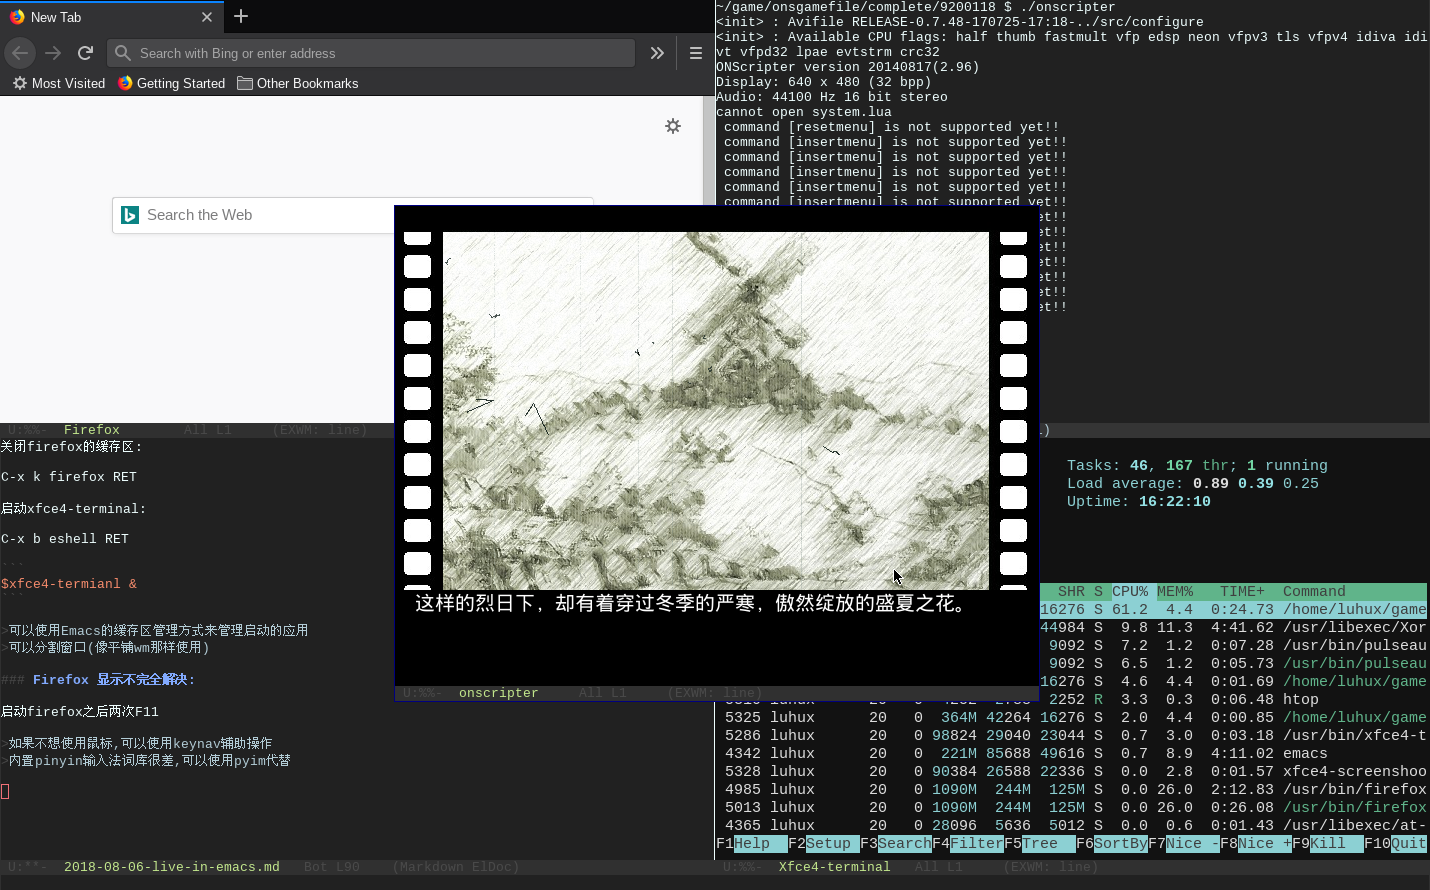 New Tab
Search with Bing or enter address
Most Visited Getting Started Other Bookmarks
Search the Web
U:%%- Firefox All L1 (EXWM: line)
~/game/onsgamefile/complete/9200118 $ ./onscripter
<init> : Avifile RELEASE-0.7.48-170725-17:18-../src/configure
<init> : Available CPU flags: half thumb fastmult vfp edsp neon vfpv3 tls vfpv4 idiva idi
vt vfpd32 lpae evtstrm crc32
ONScripter version 20140817(2.96)
Display: 640 x 480 (32 bpp)
Audio: 44100 Hz 16 bit stereo
cannot open system.lua
command [resetmenu] is not supported yet!!
command [insertmenu] is not supported yet!!
command [insertmenu] is not supported yet!!
command [insertmenu] is not supported yet!!
command [insertmenu] is not supported yet!!
command [insertmenu] is not supported yet!!
et!!
et!!
et!!
et!!
et!!
et!!
et!!
这样的烈日下，却有着穿过冬季的严寒，傲然绽放的盛夏之花。
U:%%- onscripter All L1 (EXWM: line)
关闭firefox的缓存区:
C-x k firefox RET
启动xfce4-terminal:
C-x b eshell RET
```
$xfce4-termianl &
```
>可以使用Emacs的缓存区管理方式来管理启动的应用
>可以分割窗口(像平铺wm那样使用)
### Firefox 显示不完全解决:
启动firefox之后两次F11
>如果不想使用鼠标,可以使用keynav辅助操作
>内置pinyin输入法词库很差,可以使用pyim代替
U:**- 2018-08-06-live-in-emacs.md Bot L90 (Markdown ElDoc)
Tasks: 46, 167 thr; 1 running
Load average: 0.89 0.39 0.25
Uptime: 16:22:10
SHR S CPU% MEM% TIME+ Command
16276 S 61.2 4.4 0:24.73 /home/luhux/game
44984 S 9.8 11.3 4:41.62 /usr/libexec/Xor
9092 S 7.2 1.2 0:07.28 /usr/bin/pulseau
9092 S 6.5 1.2 0:05.73 /usr/bin/pulseau
16276 S 4.6 4.4 0:01.69 /home/luhux/game
2252 R 3.3 0.3 0:06.48 htop
5325 luhux 20 0 364M 42264 16276 S 2.0 4.4 0:00.85 /home/luhux/game
5286 luhux 20 0 98824 29040 23044 S 0.7 3.0 0:03.18 /usr/bin/xfce4-t
4342 luhux 20 0 221M 85688 49616 S 0.7 8.9 4:11.02 emacs
5328 luhux 20 0 90384 26588 22336 S 0.0 2.8 0:01.57 xfce4-screenshoo
4985 luhux 20 0 1090M 244M 125M S 0.0 26.0 2:12.83 /usr/bin/firefox
5013 luhux 20 0 1090M 244M 125M S 0.0 26.0 0:26.08 /usr/bin/firefox
4365 luhux 20 0 28096 5636 5012 S 0.0 0.6 0:01.43 /usr/libexec/at-
F1Help F2Setup F3SearchF4FilterF5Tree F6SortByF7Nice -F8Nice +F9Kill F10Quit
U:%%- Xfce4-terminal All L1 (EXWM: line)